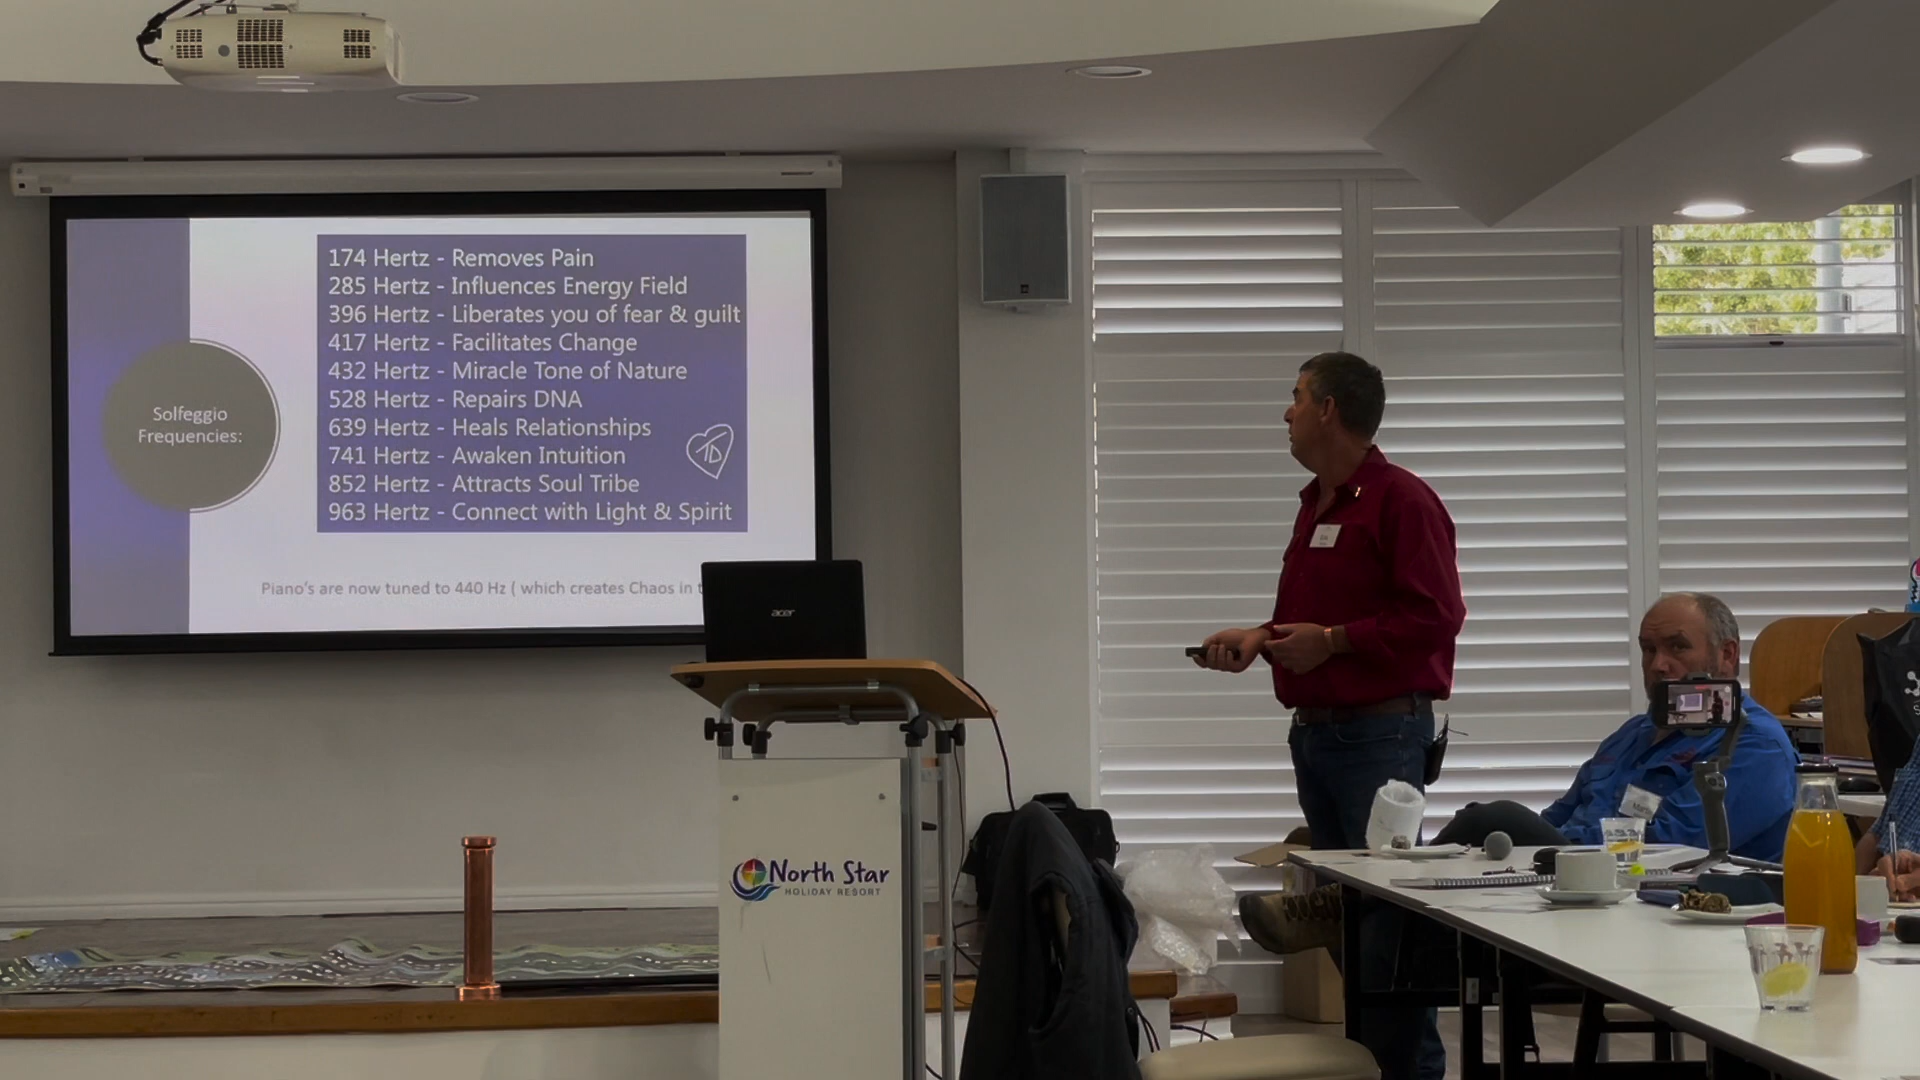 174 Hertz - Removes Pain
285 Hertz - Influences Energy Field
396 Hertz - Liberates you of fear & guilt
417 Hertz - Facilitates Change
432 Hertz - Miracle Tone of Nature
528 Hertz - Repairs DNA
639 Hertz - Heals Relationships
741 Hertz - Awaken Intuition
852 Hertz - Attracts Soul Tribe
963 Hertz - Connect with Light & Spirit
TD
Solfeggio
Frequencies:
Piano's are now tuned to 440 Hz ( which creates Chaos in
acer
North Star
HOLIDAY RESORT